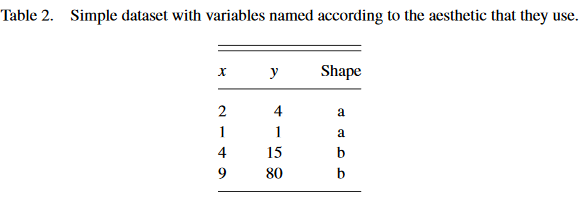 Table 2. Simple dataset with variables named according to the aesthetic that they use.
x y Shape
2 4 a
1 1 a
4 15 b
9 80 b